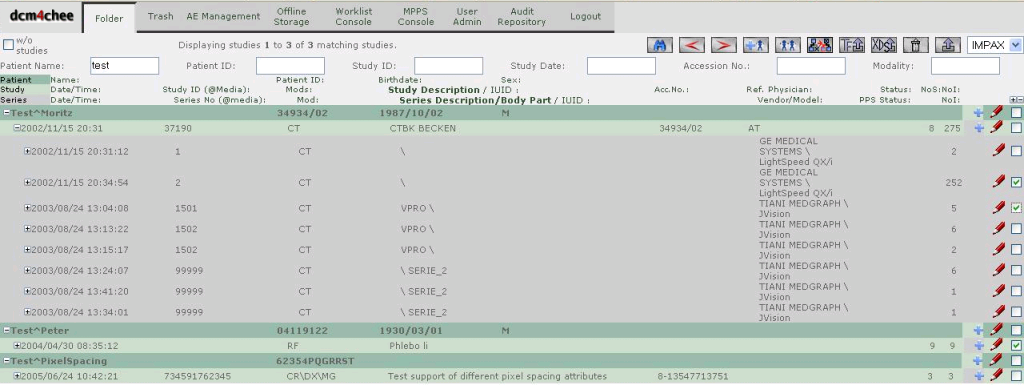 dcm4chee Folder Trash AE Management Offline Storage Worklist Console MPPS Console User Admin Audit Repository Logout
w/o studies Displaying studies 1 to 3 of 3 matching studies. IMPAX
Patient Name: test Patient ID: Study ID: Study Date: Accession No.: Modality:
Patient Name: Patient ID: Birthdate: Sex:
Study Date/Time: Study ID (@Media): Mods: Study Description / IUID : Acc.No.: Ref. Physician: Status: NoS: NoI:
Series Date/Time: Series No (@media): Mod: Series Description/Body Part / IUID : Vendor/Model: PPS Status: NoI:
Test^Moritz 34934/02 1987/10/02 M
2002/11/15 20:31 37190 CT CTBK BECKEN 34934/02 AT 8 275
2002/11/15 20:31:12 1 CT \ GE MEDICAL SYSTEMS \ LightSpeed QX/i 2
2002/11/15 20:34:54 2 CT \ GE MEDICAL SYSTEMS \ LightSpeed QX/i 252
2003/08/24 13:04:08 1501 CT VPRO \ TIANI MEDGRAPH \ JVision 5
2003/08/24 13:13:22 1502 CT VPRO \ TIANI MEDGRAPH \ JVision 6
2003/08/24 13:15:17 1502 CT VPRO \ TIANI MEDGRAPH \ JVision 2
2003/08/24 13:24:07 99999 CT \ SERIE_2 TIANI MEDGRAPH \ JVision 6
2003/08/24 13:41:20 99999 CT \ SERIE_2 TIANI MEDGRAPH \ JVision 1
2003/08/24 13:34:01 99999 CT \ SERIE_2 TIANI MEDGRAPH \ JVision 1
Test^Peter 04119122 1930/03/01 M
2004/04/30 08:35:12 RF Phlebo li 9 9
Test^PixelSpacing 62354PQGRRST
2005/06/24 10:42:21 734591762345 CR\DX\MG Test support of different pixel spacing attributes 8-13547713751 3 3